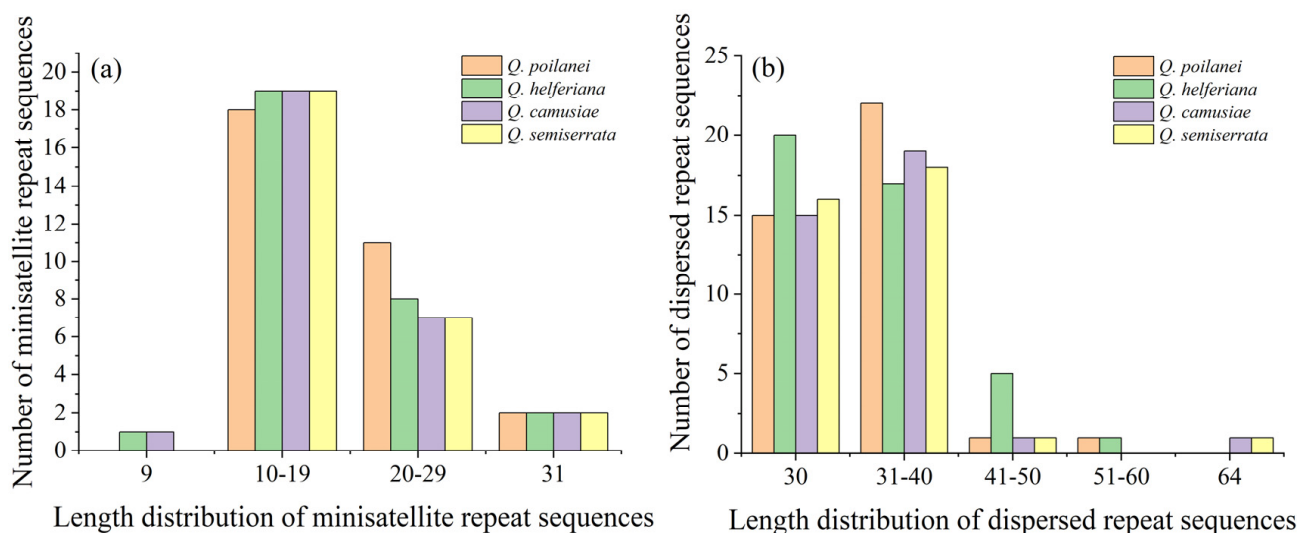 (a)
Q. poilanei
Q. helferiana
Q. camusiae
Q. semiserrata
Number of minisatellite repeat sequences
20
18
16
14
12
10
8
6
4
2
0
9 10-19 20-29 31
Length distribution of minisatellite repeat sequences
(b)
Q. poilanei
Q. helferiana
Q. camusiae
Q. semiserrata
Number of dispersed repeat sequences
25
20
15
10
5
0
30 31-40 41-50 51-60 64
Length distribution of dispersed repeat sequences